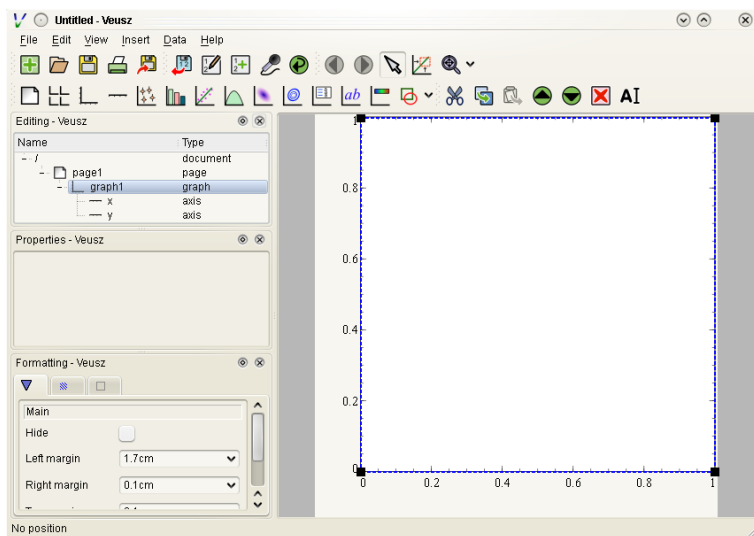 Untitled - Veusz
File Edit View Insert Data Help
ab
AI
Editing - Veusz
Name Type
/ document
page1 page
graph1 graph
x axis
y axis
Properties - Veusz
Formatting - Veusz
Main
Hide
Left margin 1.7cm
Right margin 0.1cm
No position
1
0.8
0.6
0.4
0.2
0
0 0.2 0.4 0.6 0.8 1